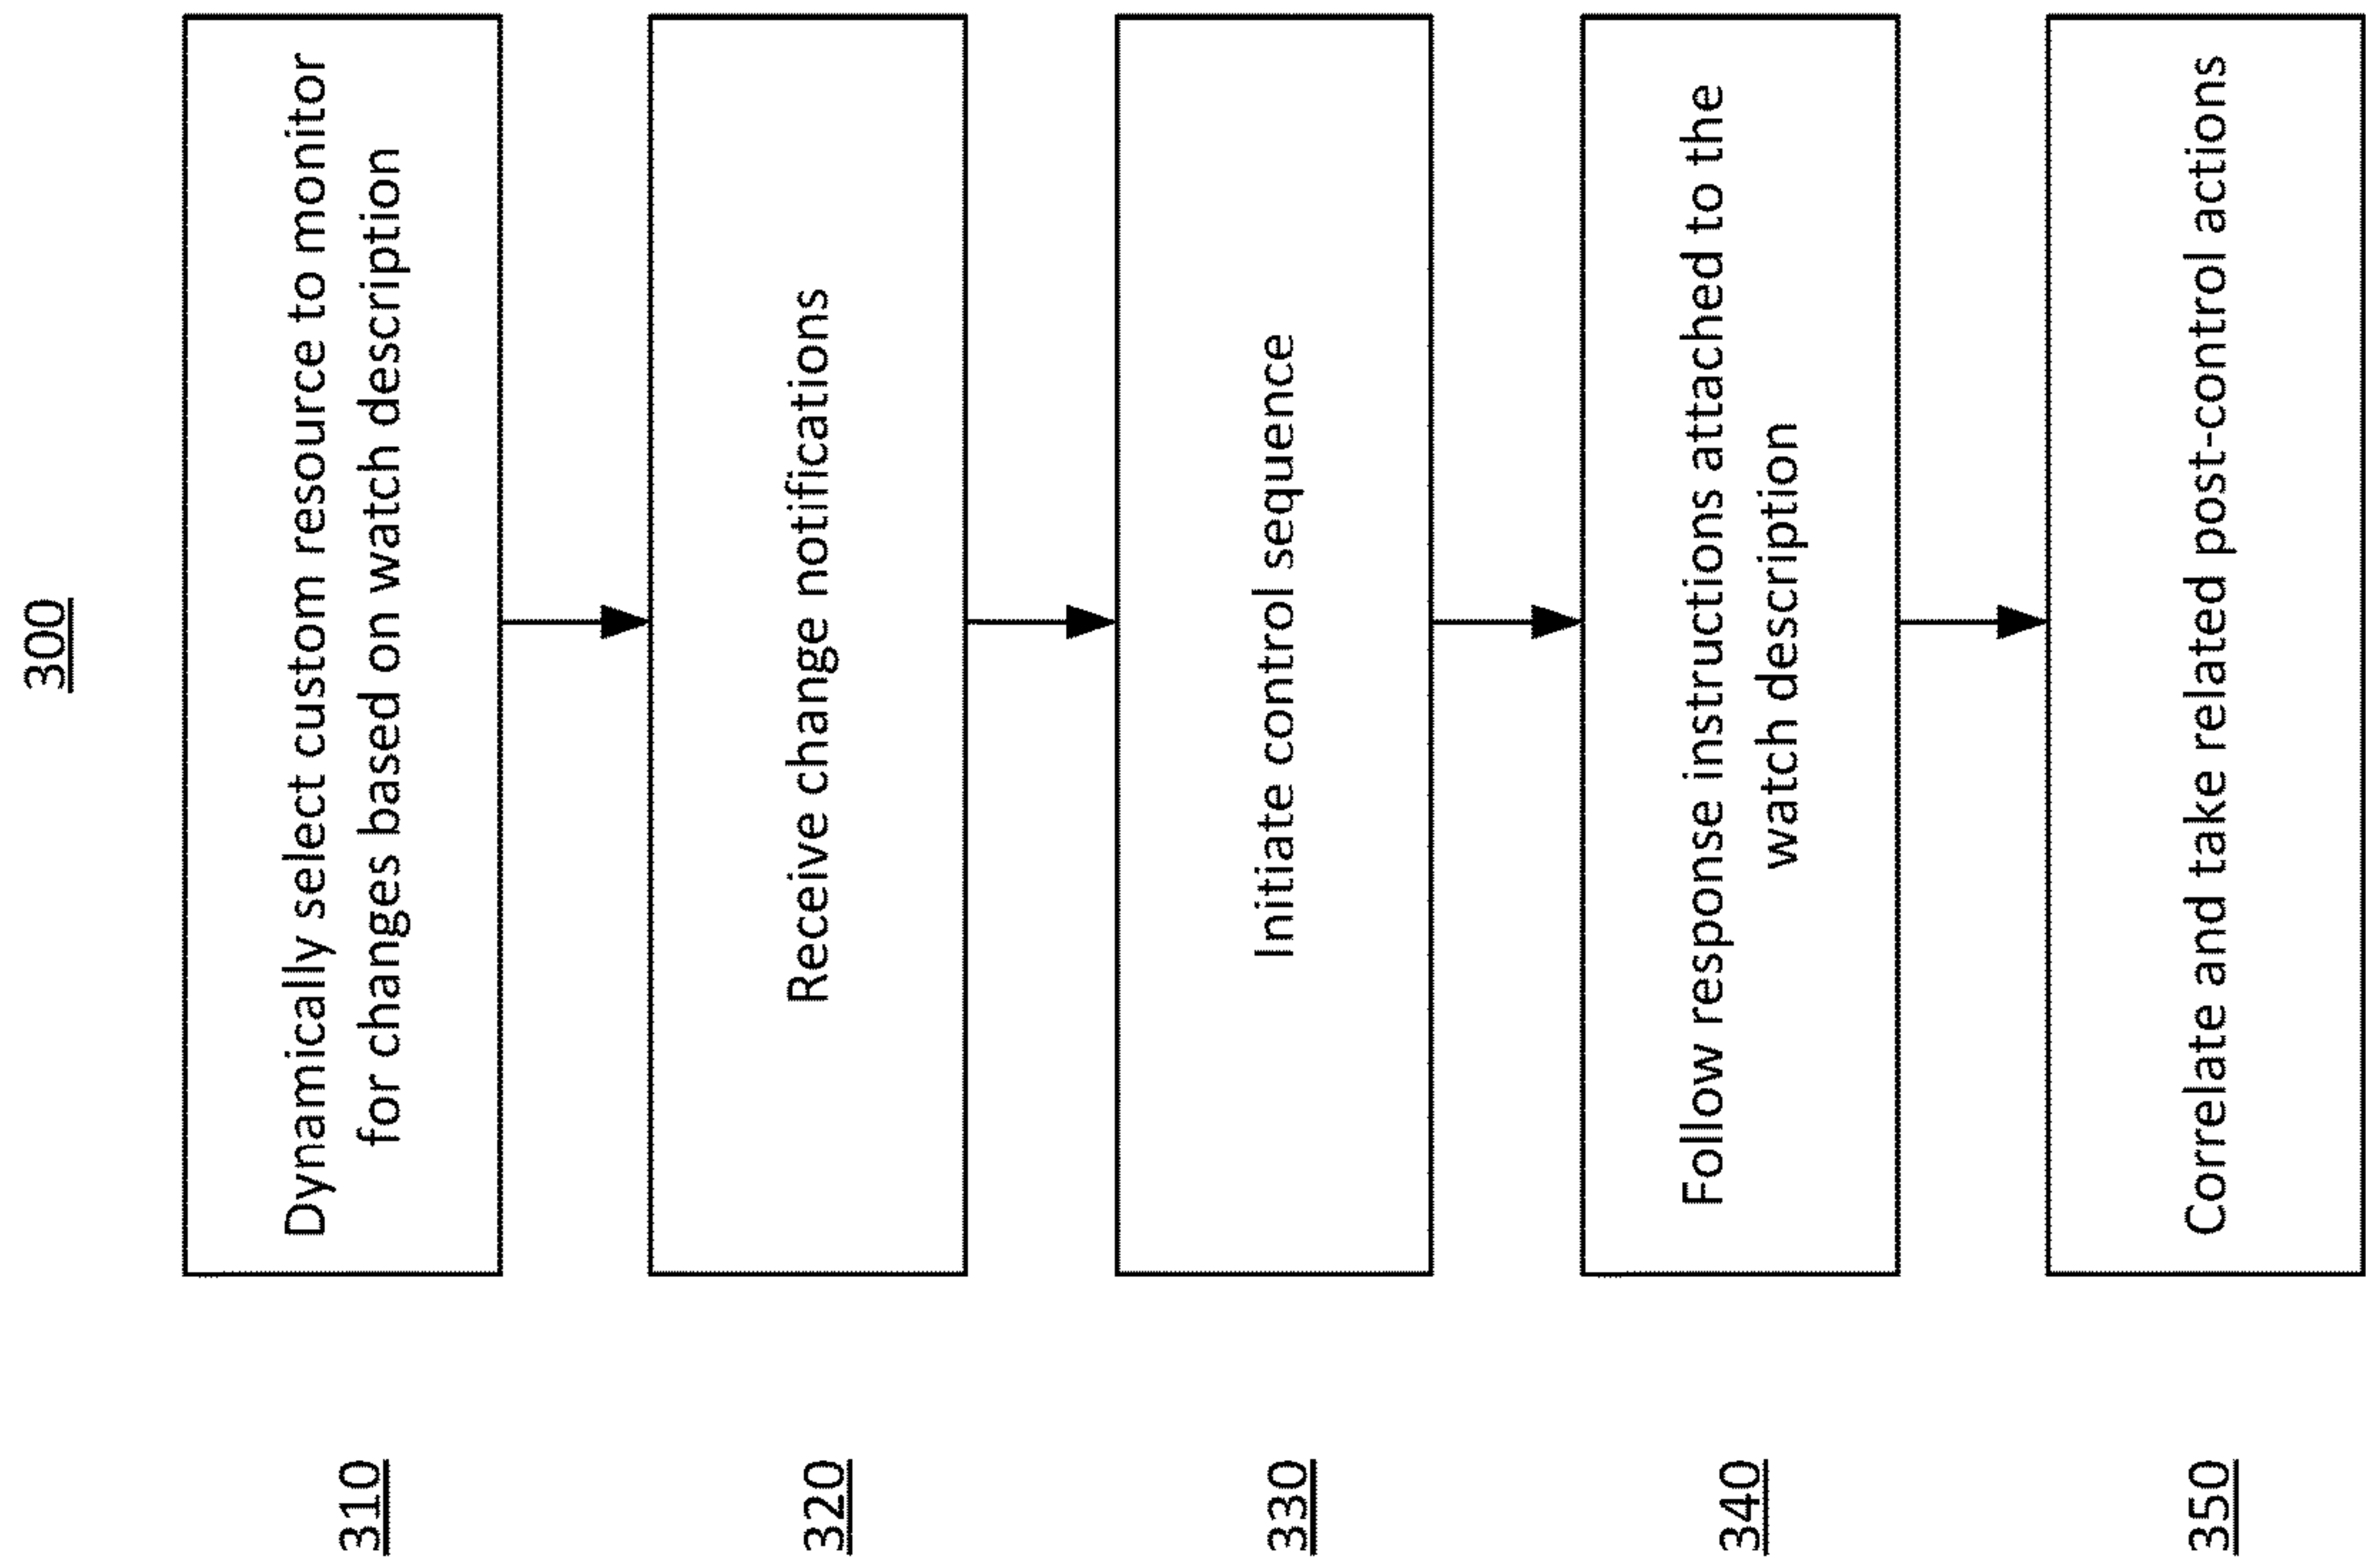 300
310
Dynamically select custom resource to monitor
for changes based on watch description
320
Receive change notifications
330
Initiate control sequence
340
Follow response instructions attached to the
watch description
350
Correlate and take related post-control actions